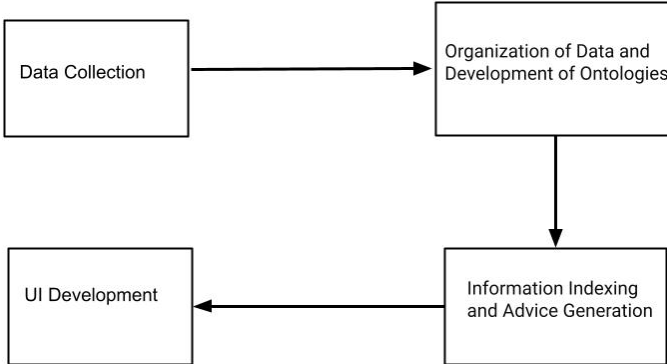 Data Collection
Organization of Data and
Development of Ontologies
Information Indexing
and Advice Generation
UI Development